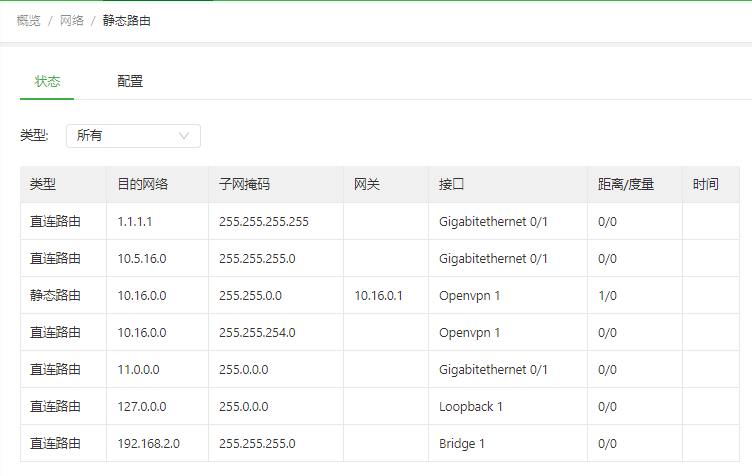 概览 / 网络 / 静态路由
状态 配置
类型: 所有
类型 目的网络 子网掩码 网关 接口 距离/度量 时间
直连路由 1.1.1.1 255.255.255.255 Gigabitethernet 0/1 0/0
直连路由 10.5.16.0 255.255.255.0 Gigabitethernet 0/1 0/0
静态路由 10.16.0.0 255.255.0.0 10.16.0.1 Openvpn 1 1/0
直连路由 10.16.0.0 255.255.254.0 Openvpn 1 0/0
直连路由 11.0.0.0 255.0.0.0 Gigabitethernet 0/1 0/0
直连路由 127.0.0.0 255.0.0.0 Loopback 1 0/0
直连路由 192.168.2.0 255.255.255.0 Bridge 1 0/0